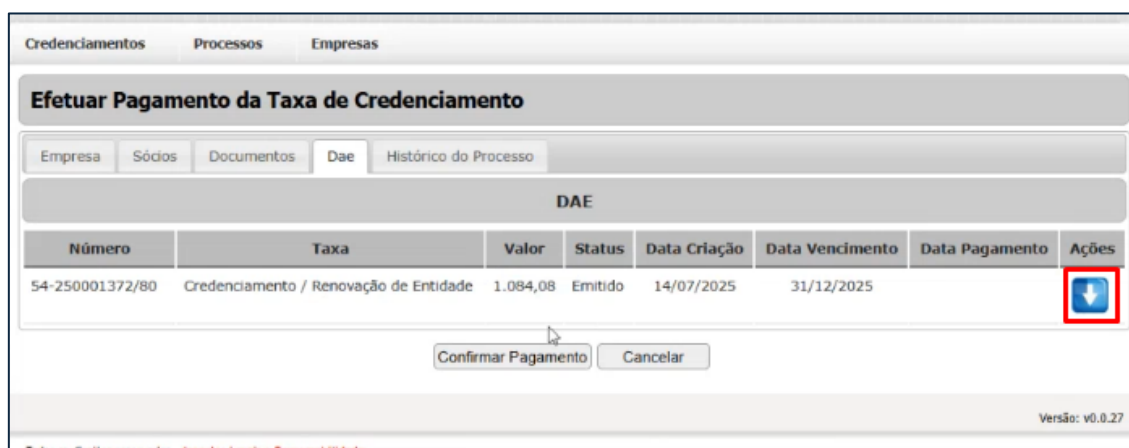 Credenciamentos Processos Empresas
Efetuar Pagamento da Taxa de Credenciamento
Empresa Sócios Documentos Dae Histórico do Processo
DAE
Número Taxa Valor Status Data Criação Data Vencimento Data Pagamento Ações
54-250001372/80 Credenciamento / Renovação de Entidade 1.084,08 Emitido 14/07/2025 31/12/2025
Confirmar Pagamento Cancelar
Versão: v0.0.27